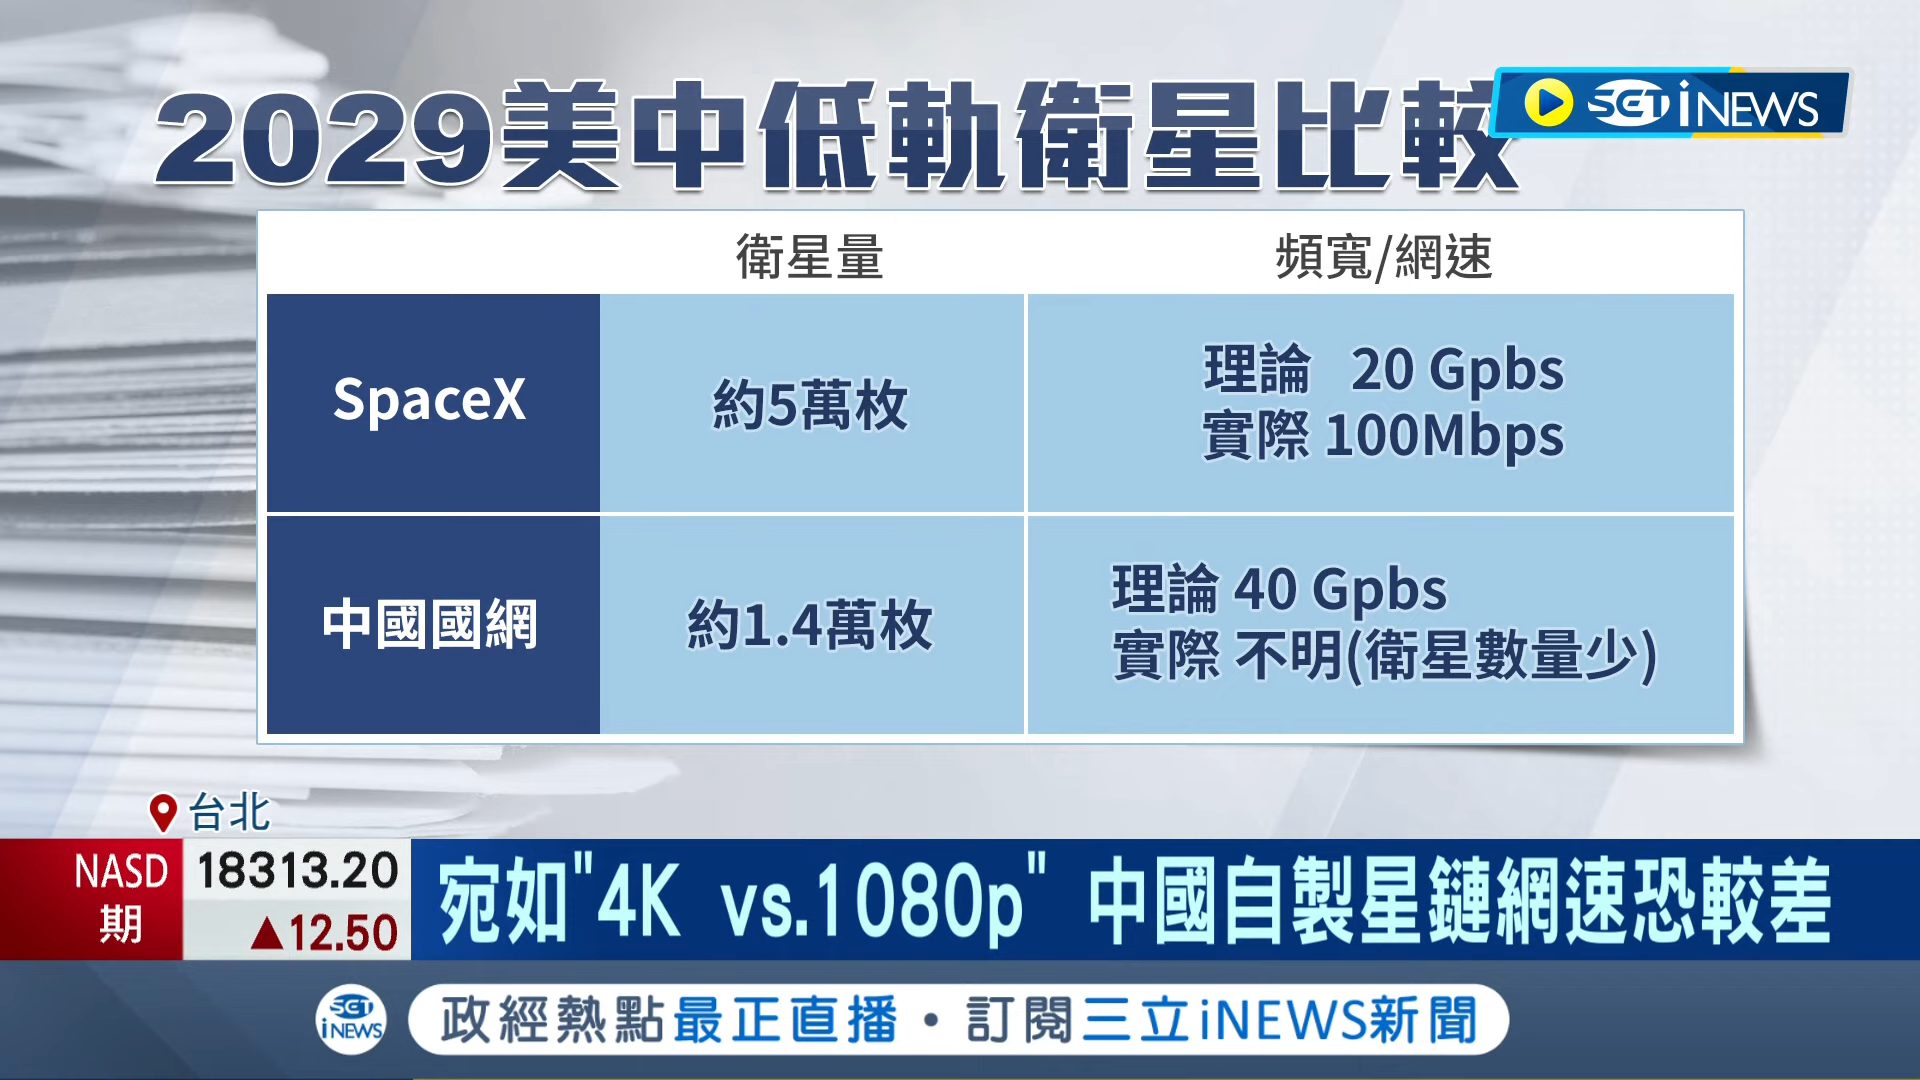 2029美中低軌衛星比較
SETiNEWS
衛星量 頻寬/網速
SpaceX 約5萬枚 理論 20 Gpbs
實際 100Mbps
中國國網 約1.4萬枚 理論 40 Gpbs
實際 不明(衛星數量少)
台北
NASD期 18313.20 ▲12.50
宛如"4K vs.1080p" 中國自製星鏈網速恐較差
SET iNEWS 政經熱點最正直播・訂閱三立iNEWS新聞